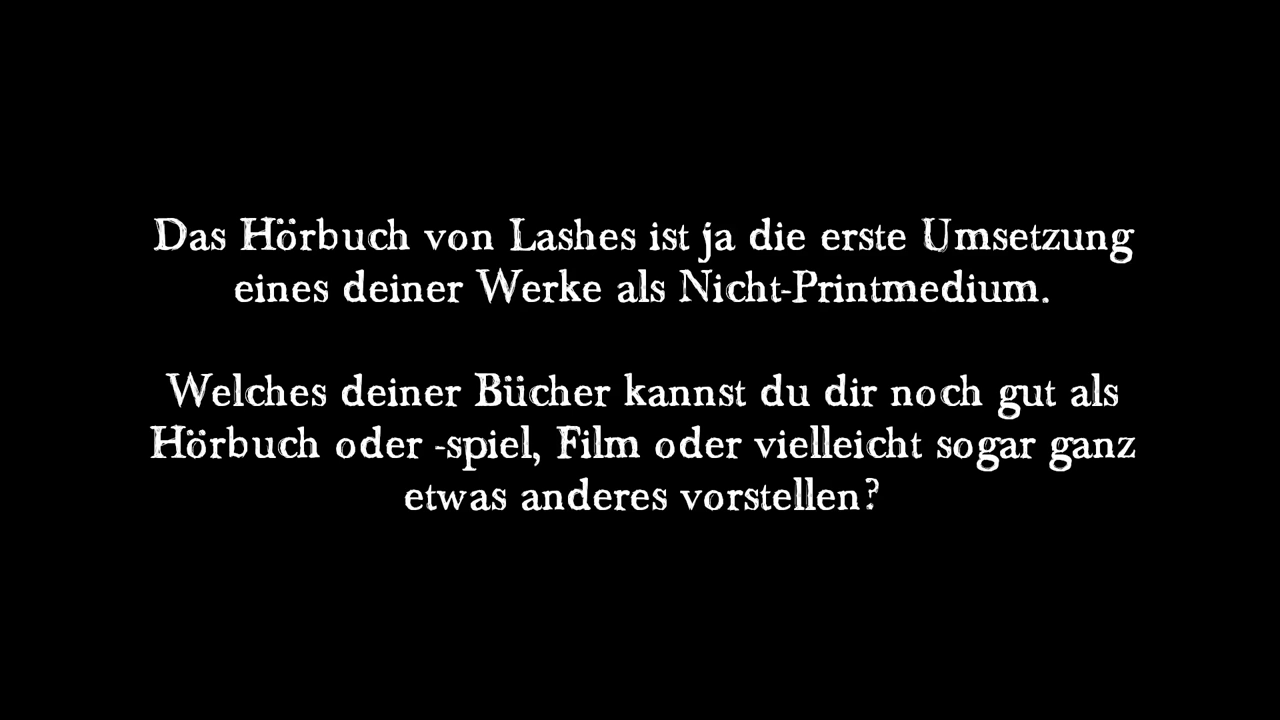 Das Hörbuch von Lashes ist ja die erste Umsetzung
eines deiner Werke als Nicht-Printmedium.
Welches deiner Bücher kannst du dir noch gut als
Hörbuch oder -spiel, Film oder vielleicht sogar ganz
etwas anderes vorstellen?